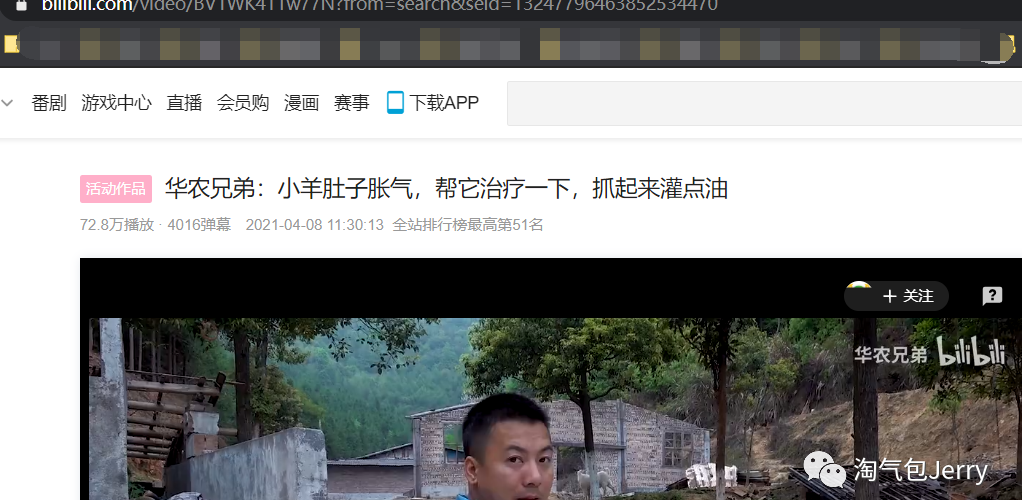 bilibili.com/video/BV1WK411w77N?from=search&seid=13247796463852534470
番剧 游戏中心 直播 会员购 漫画 赛事 下载APP
活动作品 华农兄弟：小羊肚子胀气，帮它治疗一下，抓起来灌点油
72.8万播放 · 4016弹幕 2021-04-08 11:30:13 全站排行榜最高第51名
+ 关注
华农兄弟 bilibili
淘气包Jerry